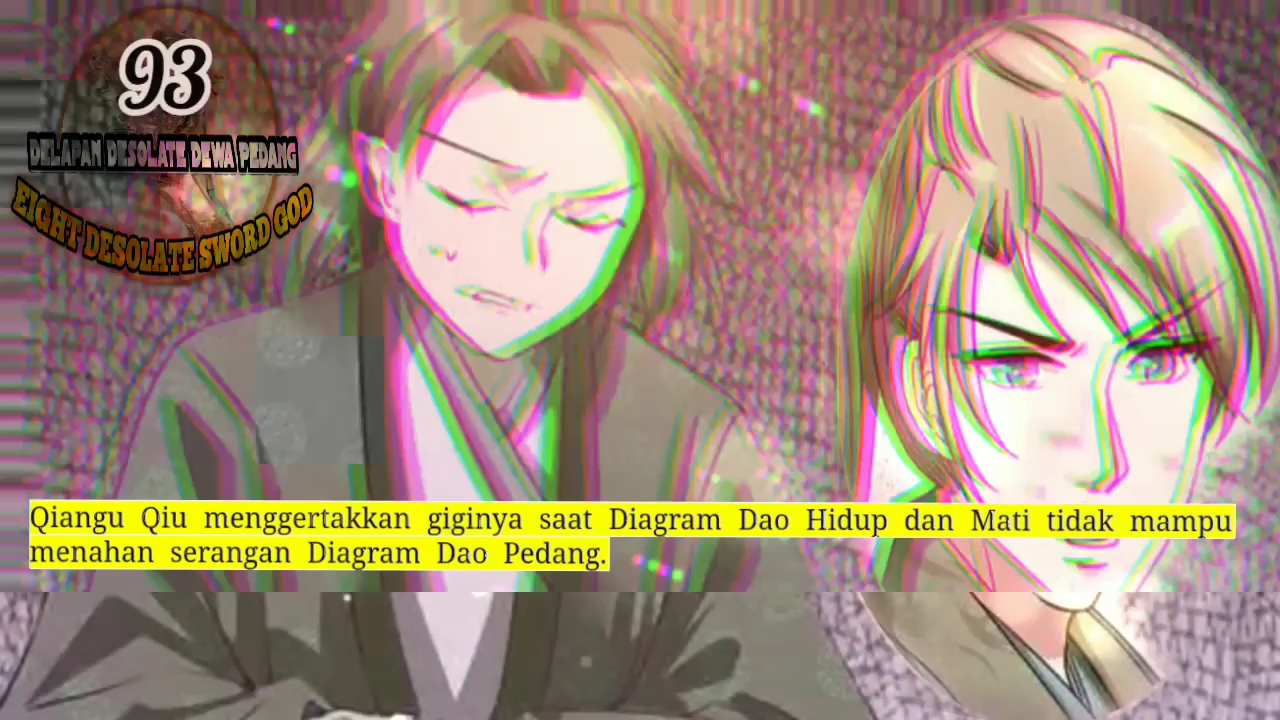 93
DELAPAN DESOLATE DEWA PEDANG
EIGHT DESOLATE SWORD GOD
Qiangu Qiu menggertakkan giginya saat Diagram Dao Hidup dan Mati tidak mampu
menahan serangan Diagram Dao Pedang.